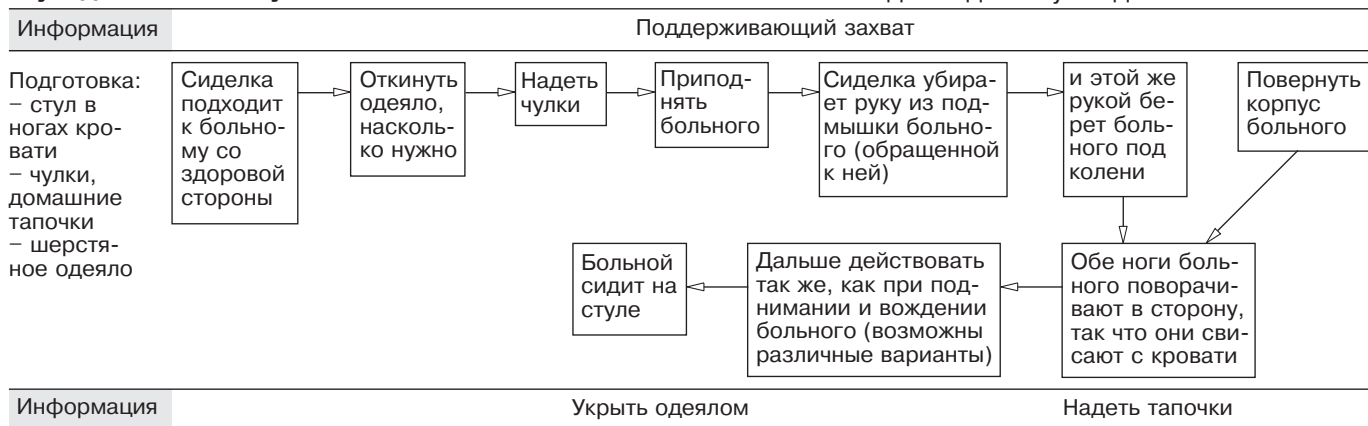 Информация
Поддерживающий захват
Подготовка:
– стул в
ногах кро-
вати
– чулки,
домашние
тапочки
– шерстя-
ное одеяло
Сиделка
подходит
к больно-
му со
здоровой
стороны
Откинуть
одеяло,
насколь-
ко нужно
Надеть
чулки
Припод-
нять
больного
Сиделка убира-
ет руку из под-
мышки больно-
го (обращенной
к ней)
и этой же
рукой бе-
рет боль-
ного под
колени
Повернуть
корпус
больного
Обе ноги боль-
ного поворачи-
вают в сторону,
так что они сви-
сают с кровати
Дальше действовать
так же, как при под-
нимании и вождении
больного (возможны
различные варианты)
Больной
сидит на
стуле
Информация
Укрыть одеялом
Надеть тапочки